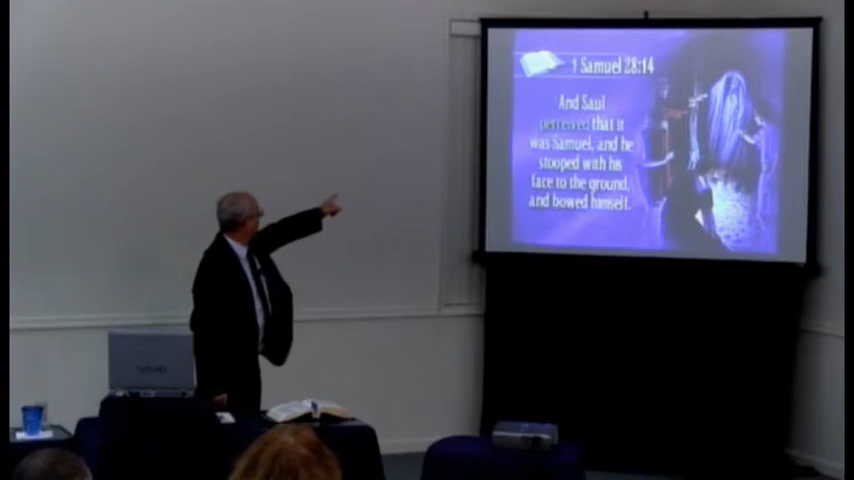 1 Samuel 28:14
And Saul
perceived that it
was Samuel, and he
stooped with his
face to the ground,
and bowed himself.
VAIO